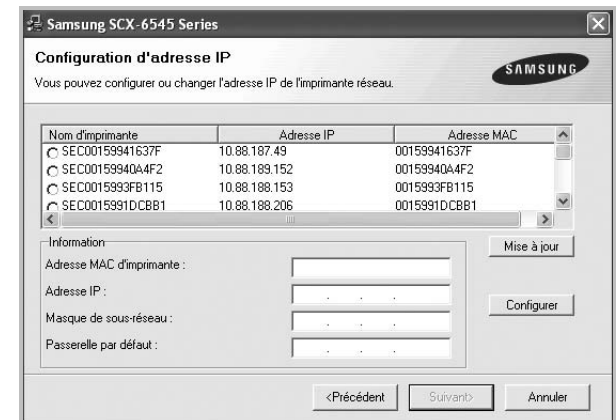 Samsung SCX-6545 Series
Configuration d'adresse IP
Vous pouvez configurer ou changer l'adresse IP de l'imprimante réseau.
SAMSUNG
Nom d'imprimante Adresse IP Adresse MAC
SEC00159941637F 10.88.187.49 00159941637F
SEC00159940A4F2 10.88.189.152 00159940A4F2
SEC0015993FB115 10.88.188.153 0015993FB115
SEC0015991DCBB1 10.88.188.206 0015991DCBB1
Information
Mise à jour
Adresse MAC d'imprimante :
Adresse IP :
Configurer
Masque de sous-réseau :
Passerelle par défaut :
<Précédent Suivant> Annuler